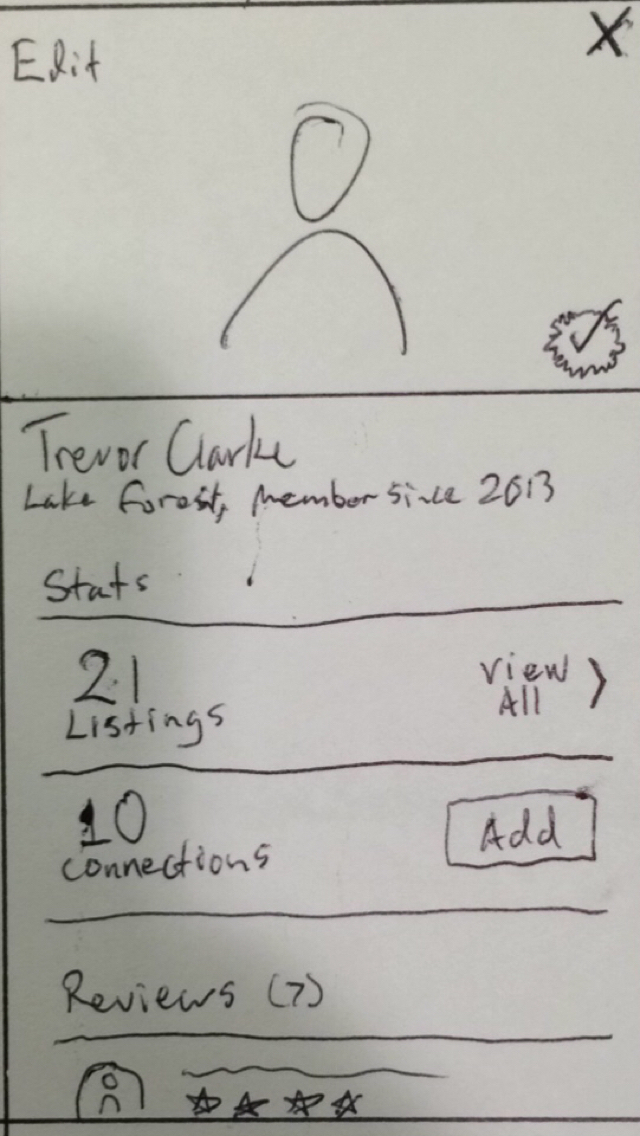 Edit
X
Trevor Clarke
Lake Forest, Member Since 2013
Stats
21
Listings
View
All
10
connections
Add
Reviews (7)